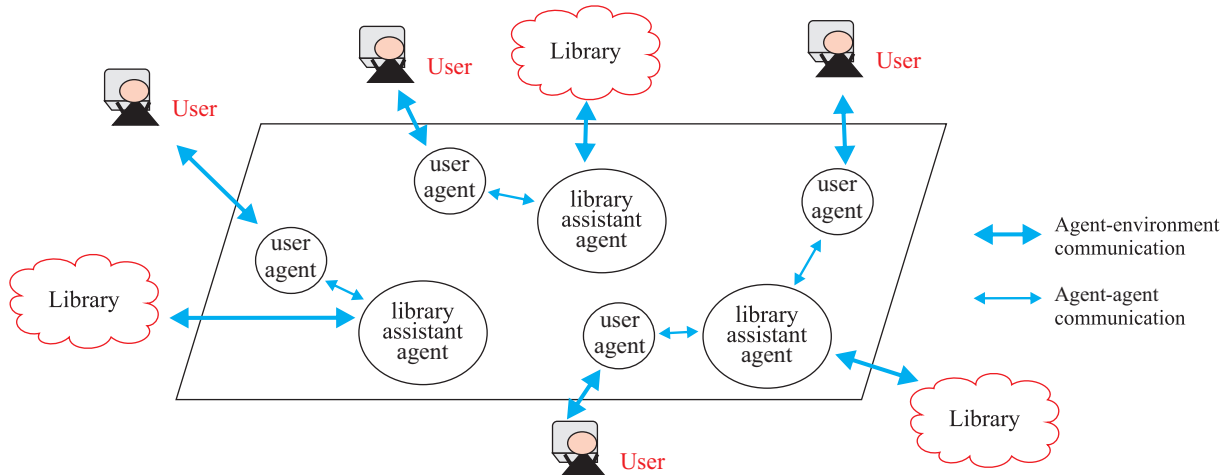 Library
User
User
User
user
agent
library
assistant
agent
user
agent
user
agent
Agent-environment
communication
Library
library
assistant
agent
user
agent
library
assistant
agent
Agent-agent
communication
Library
User